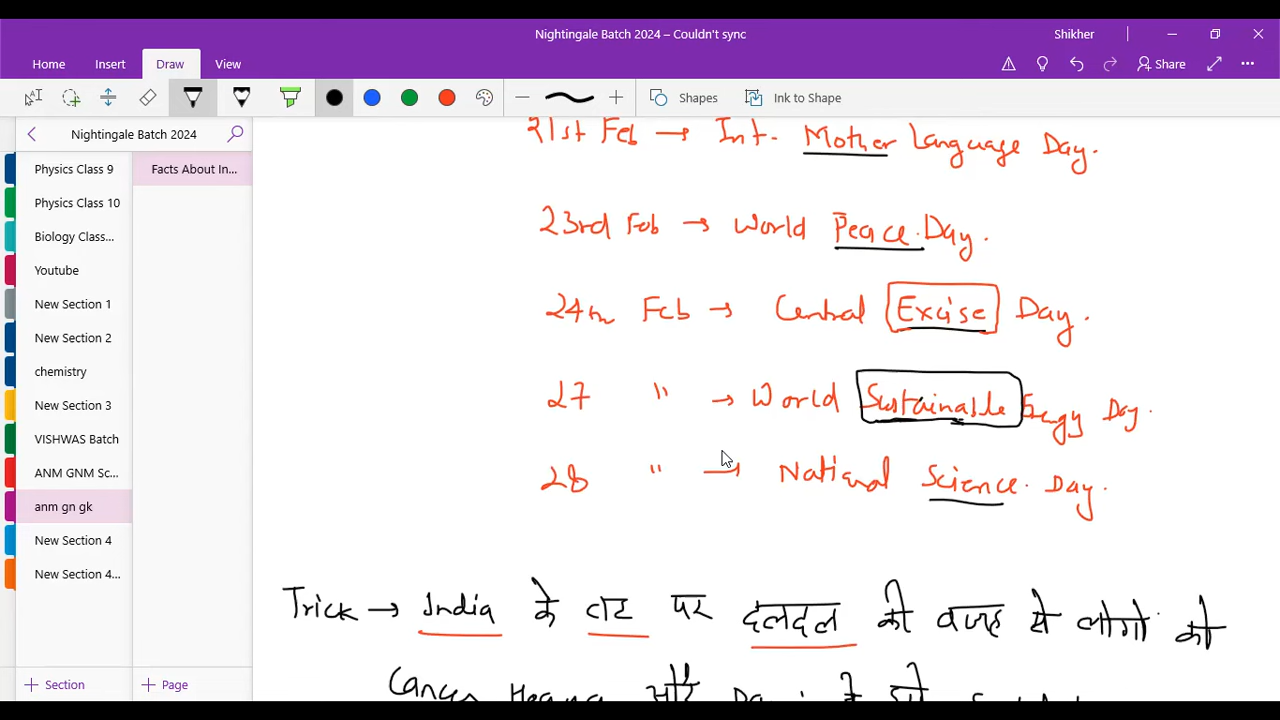 Nightingale Batch 2024 – Couldn't sync
Shikher
Home Insert Draw View
Share
Shapes
Ink to Shape
Nightingale Batch 2024
Physics Class 9
Physics Class 10
Biology Class...
Youtube
New Section 1
New Section 2
chemistry
New Section 3
VISHWAS Batch
ANM GNM Sc...
anm gn gk
New Section 4
New Section 4...
Section
Facts About In...
Page
21st Feb → Int. Mother Language Day.
23rd Feb → World Peace Day.
24th Feb → Central Excise Day.
27 " → World Sustainable Energy Day.
28 " → National Science Day.
Trick → India के तट पर दलदल की वजह से लोगो को
Cancer और